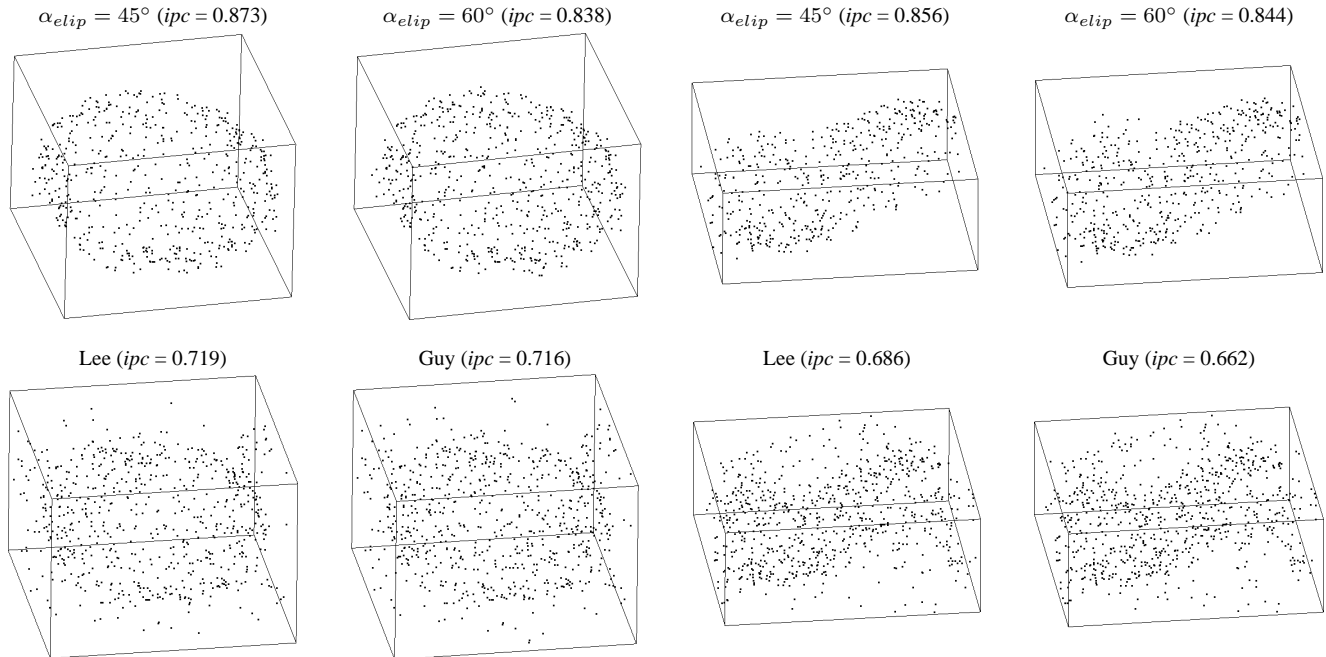 α_elip = 45° (ipc = 0.873)
α_elip = 60° (ipc = 0.838)
α_elip = 45° (ipc = 0.856)
α_elip = 60° (ipc = 0.844)
Lee (ipc = 0.719)
Guy (ipc = 0.716)
Lee (ipc = 0.686)
Guy (ipc = 0.662)